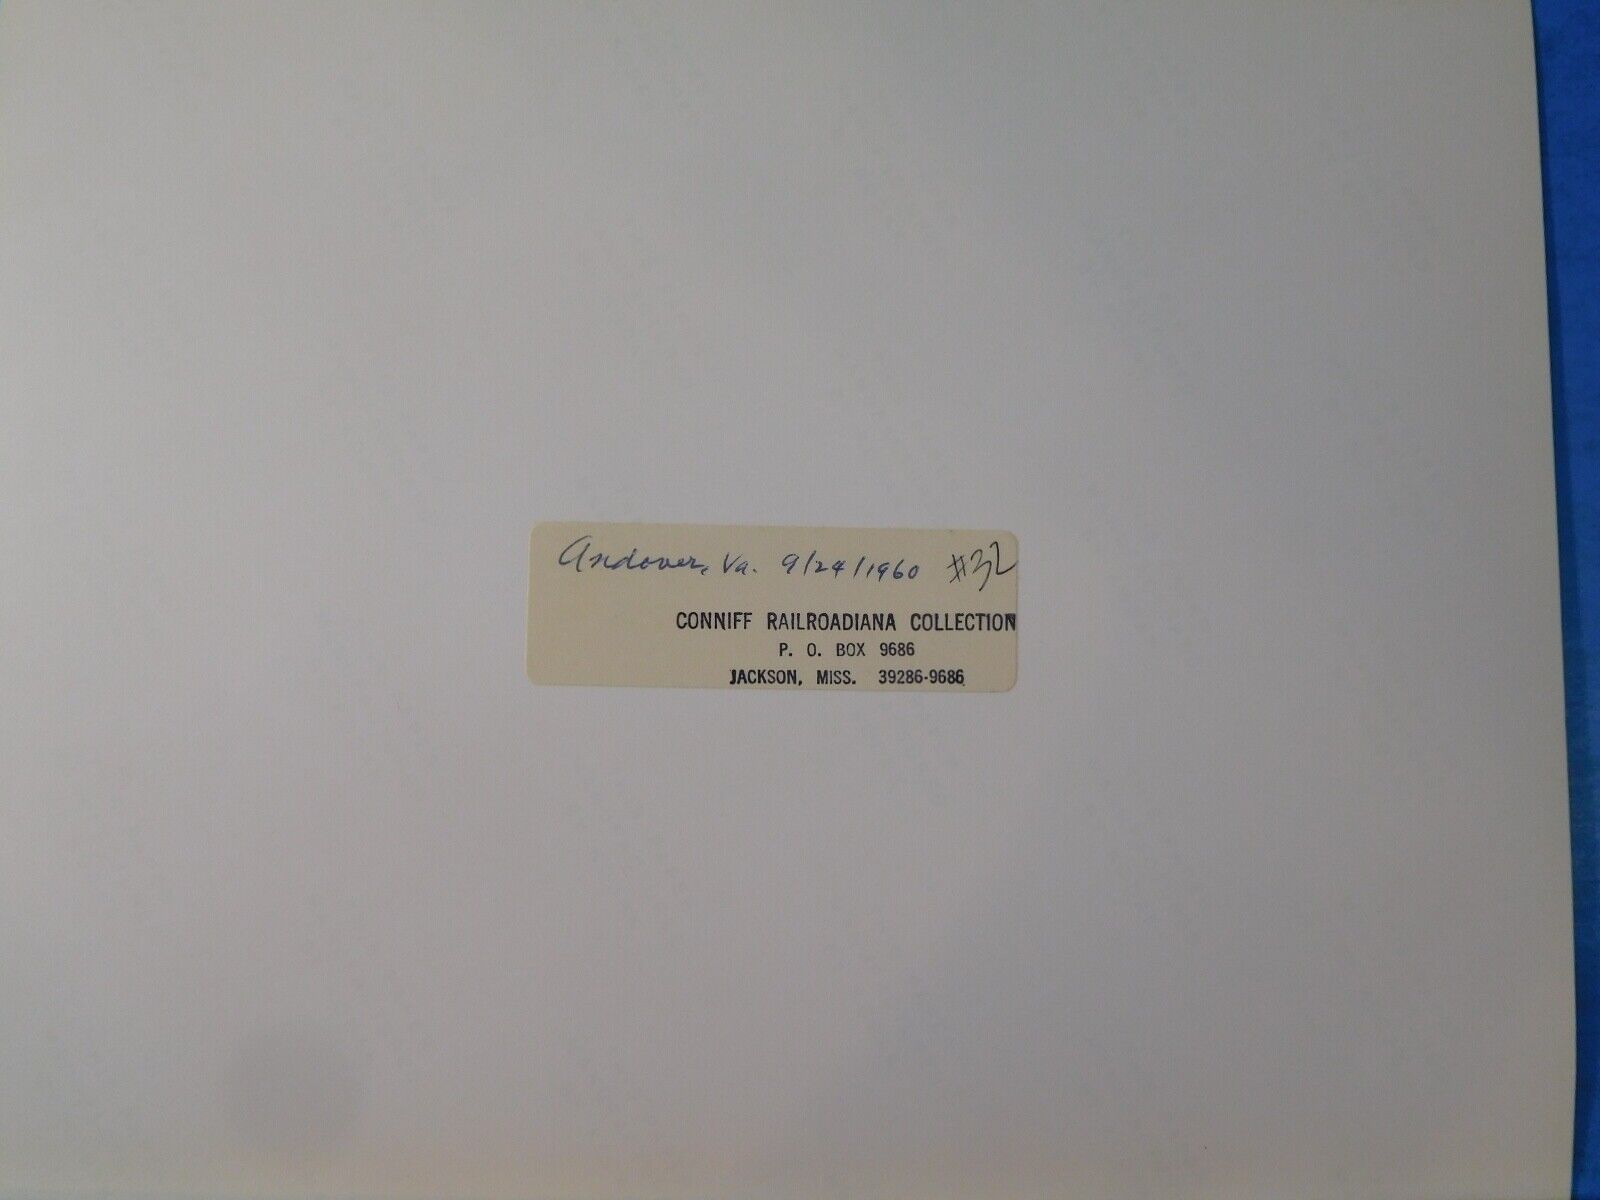 Andover, Va. 9/24/1960 #32
CONNIFF RAILROADIANA COLLECTION
P. O. BOX 9686
JACKSON, MISS. 39286-9686